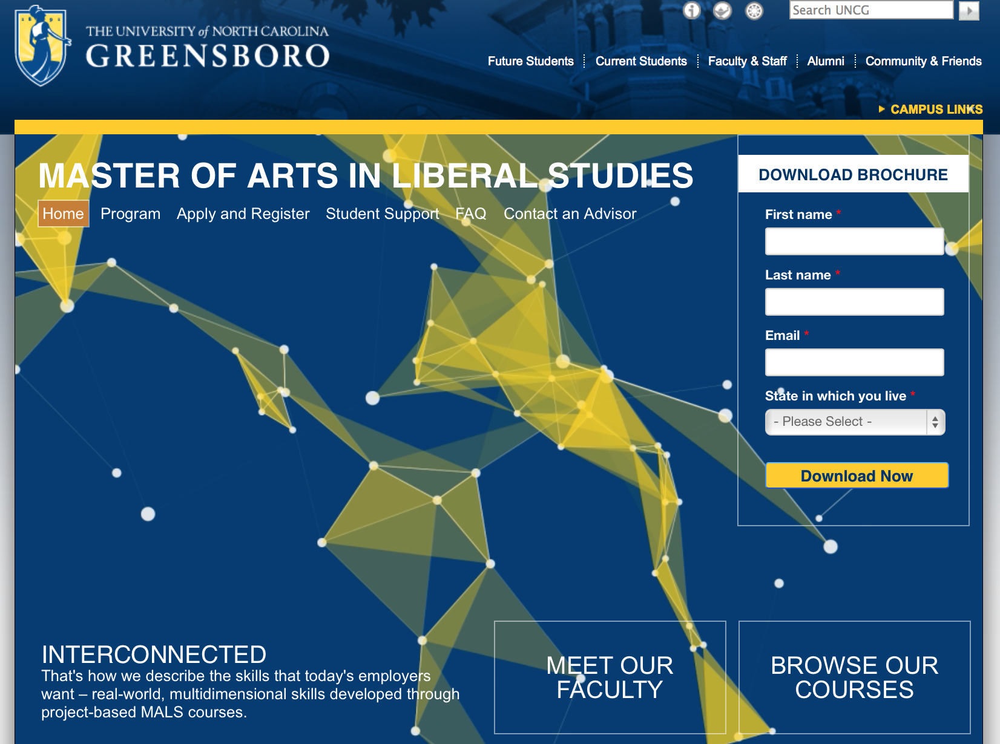 Search UNCG
THE UNIVERSITY of NORTH CAROLINA
GREENSBORO
Future Students
Current Students
Faculty & Staff
Alumni
Community & Friends
CAMPUS LINKS
MASTER OF ARTS IN LIBERAL STUDIES
Home
Program
Apply and Register
Student Support
FAQ
Contact an Advisor
DOWNLOAD BROCHURE
First name *
Last name *
Email *
State in which you live *
- Please Select -
Download Now
INTERCONNECTED
That's how we describe the skills that today's employers
want – real-world, multidimensional skills developed through
project-based MALS courses.
MEET OUR
FACULTY
BROWSE OUR
COURSES